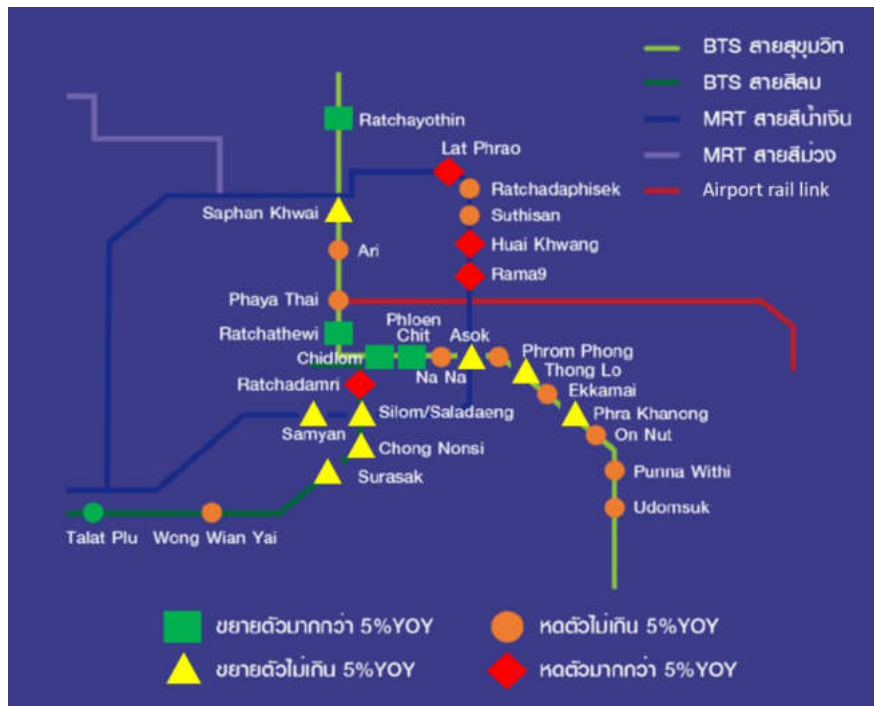 BTS สายสุขุมวิท
BTS สายสีลม
MRT สายสีน้ำเงิน
MRT สายสีม่วง
Airport rail link
Ratchayothin
Lat Phrao
Ratchadaphisek
Saphan Khwai
Suthisan
Ari
Huai Khwang
Rama9
Phaya Thai
Ratchathewi
Phloen
Chit
Asok
Chidlom
Na Na
Phrom Phong
Thong Lo
Ratchadamri
Ekkamai
Silom/Saladaeng
Phra Khanong
Samyan
On Nut
Chong Nonsi
Surasak
Punna Withi
Udomsuk
Talat Plu
Wong Wian Yai
ขยายตัวมากกว่า 5%YOY
หดตัวไม่เกิน 5%YOY
ขยายตัวไม่เกิน 5%YOY
หดตัวมากกว่า 5%YOY